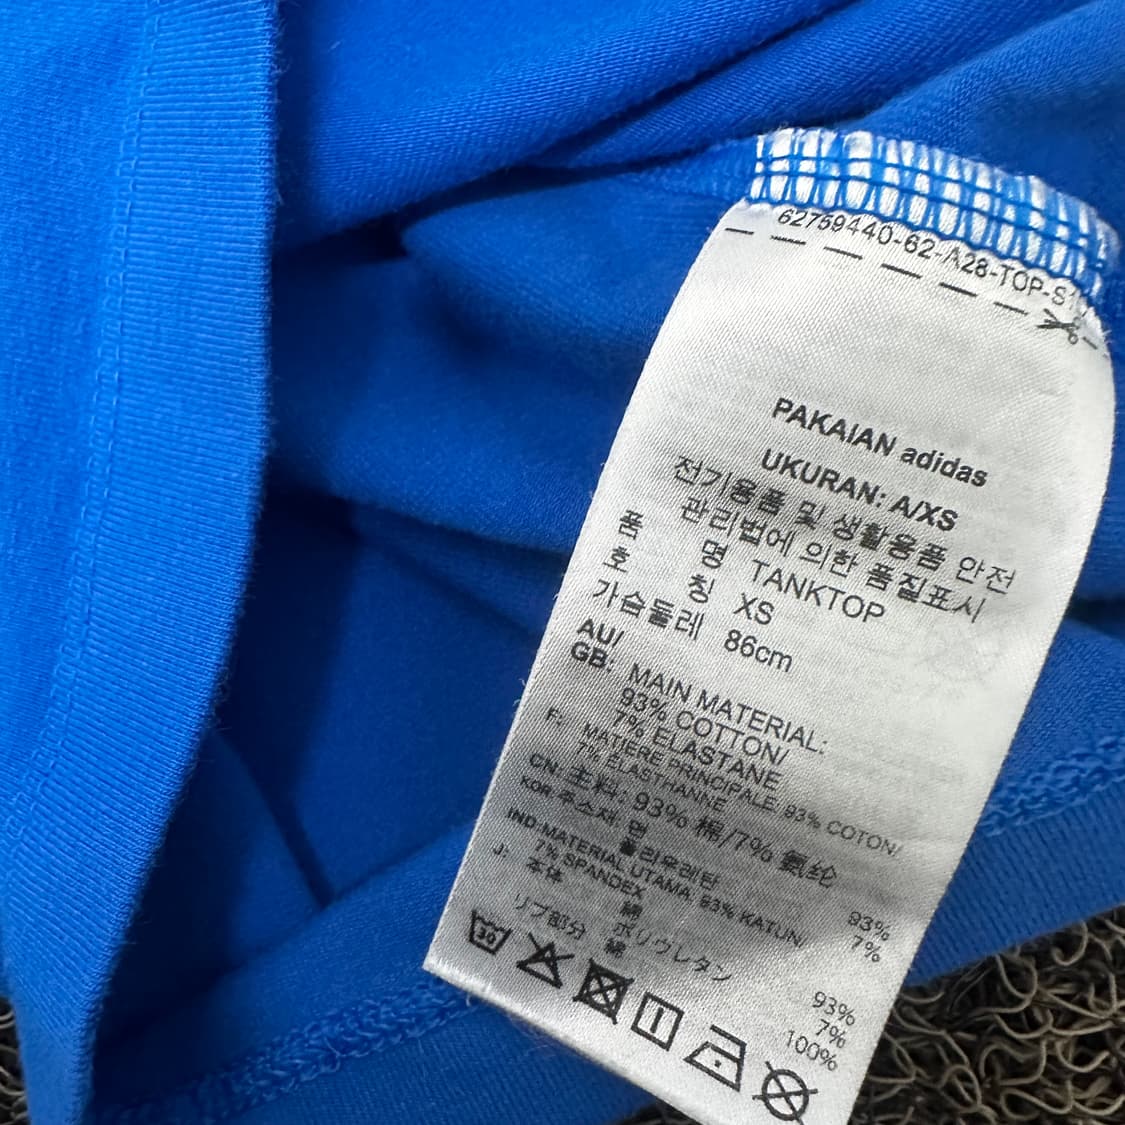 62759440-62-A28-TOP-S1
PAKAIAN adidas
UKURAN: A/XS
전기용품 및 생활용품 안전
관리법에 의한 품질표시
품 명 TANKTOP
호 칭 XS
가슴둘레 86cm
AU/
GB: MAIN MATERIAL:
93% COTTON/
7% ELASTANE
F: MATIERE PRINCIPALE: 93% COTON/
7% ELASTHANNE
CN: 主料: 93% 棉/7% 氨纶
KOR: 주소재: 면 93%
폴리우레탄 7%
IND: MATERIAL UTAMA, 93% KATUN/
7% SPANDEX
J: 本体 綿 93%
ポリウレタン 7%
リブ部分 綿 100%
30